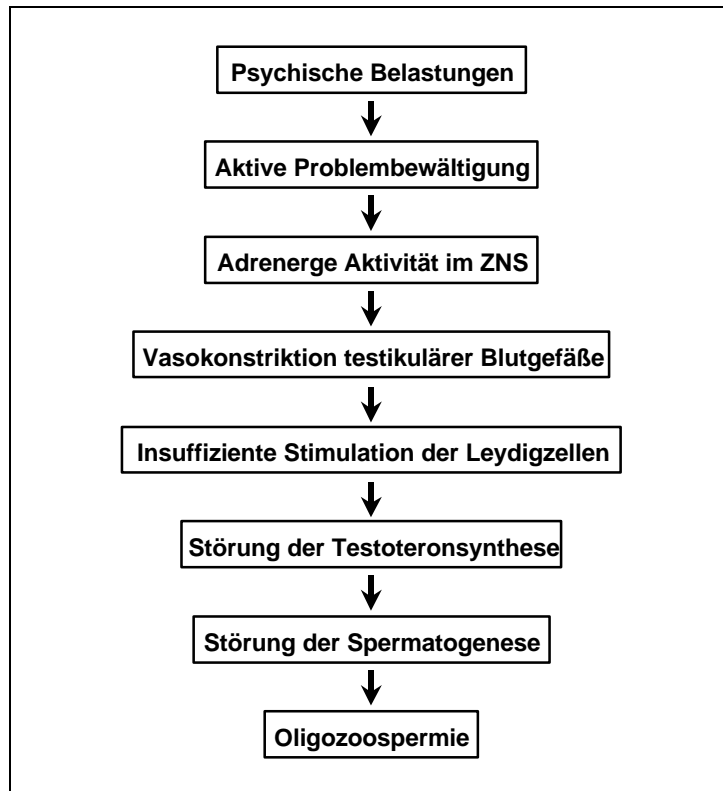 Psychische Belastungen
Aktive Problembewältigung
Adrenerge Aktivität im ZNS
Vasokonstriktion testikulärer Blutgefäße
Insuffiziente Stimulation der Leydigzellen
Störung der Testoteronsynthese
Störung der Spermatogenese
Oligozoospermie